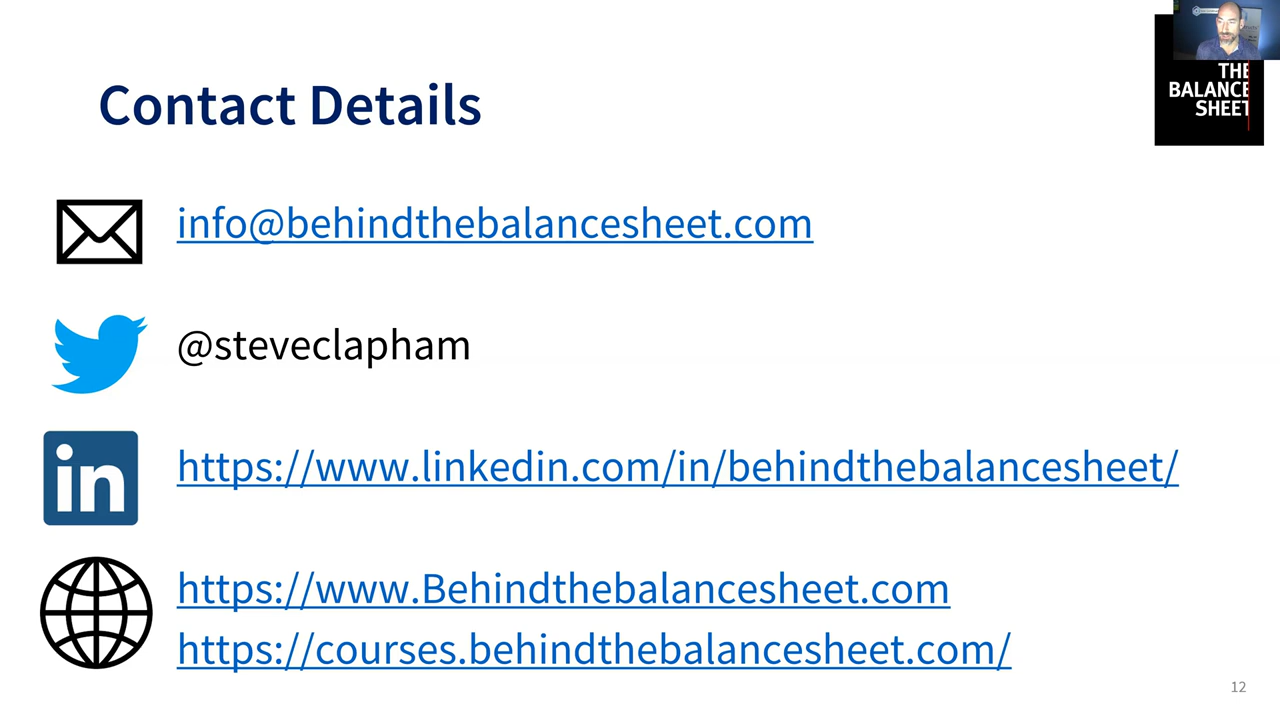 Contact Details
THE
BALANCE
SHEET
info@behindthebalancesheet.com
@steveclapham
in
https://www.linkedin.com/in/behindthebalancesheet/
https://www.Behindthebalancesheet.com
https://courses.behindthebalancesheet.com/
12